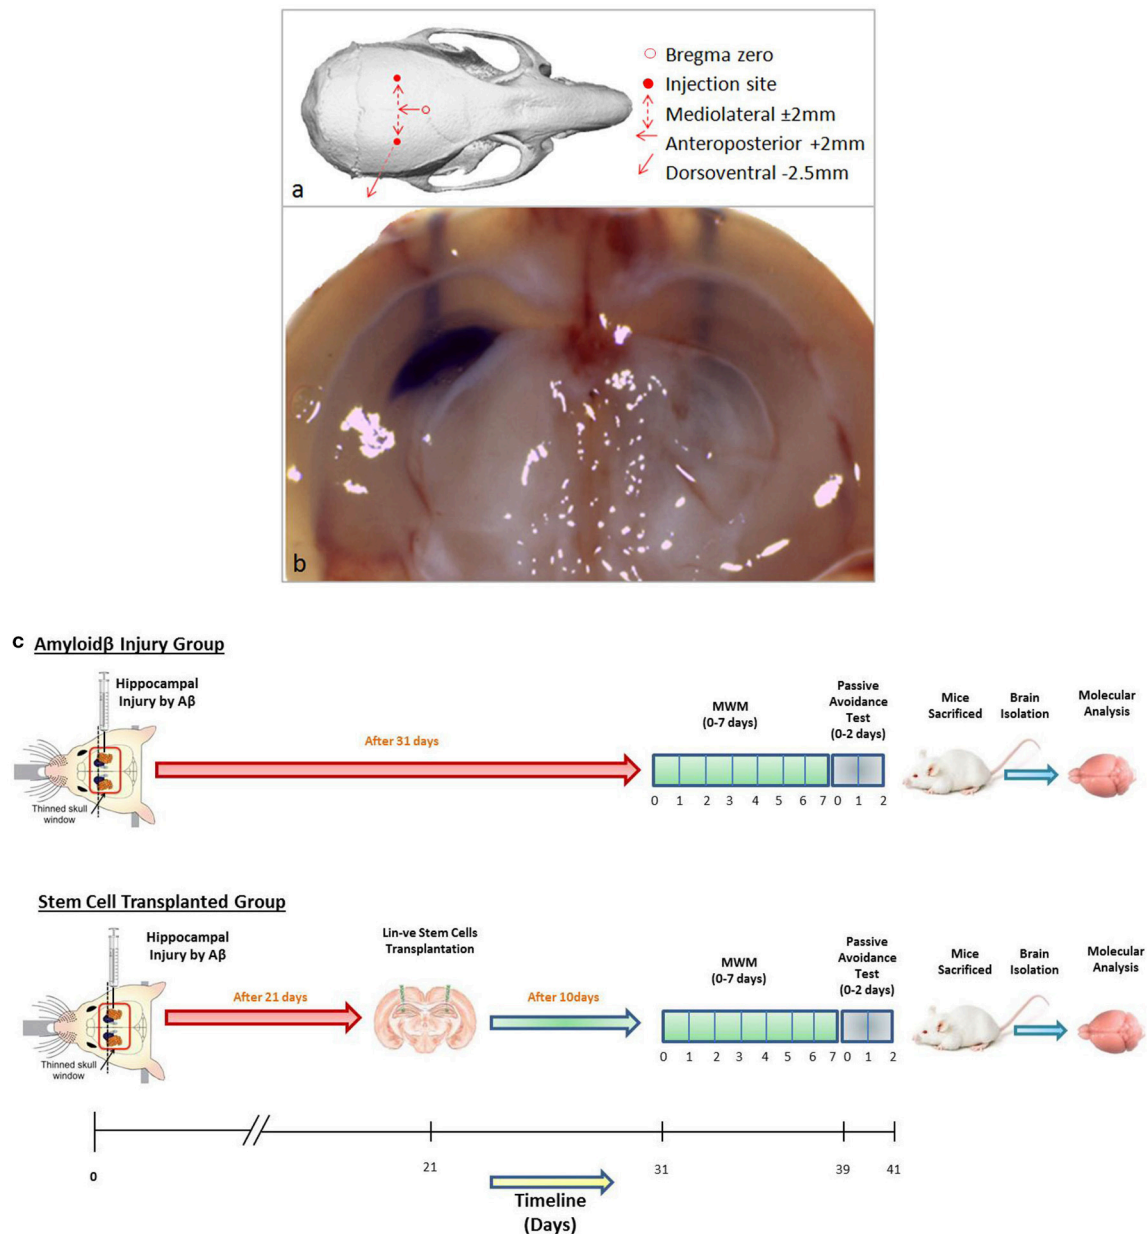 Bregma zero
Injection site
Mediolateral ±2mm
Anteroposterior +2mm
Dorsoventral -2.5mm
a
b
c Amyloidβ Injury Group
Hippocampal
Injury by Aβ
Thinned skull
window
After 31 days
MWM
(0-7 days)
0 1 2 3 4 5 6 7
Passive
Avoidance
Test
(0-2 days)
0 1 2
Mice
Sacrificed
Brain
Isolation
Molecular
Analysis
Stem Cell Transplanted Group
Hippocampal
Injury by Aβ
Thinned skull
window
After 21 days
Lin-ve Stem Cells
Transplantation
After 10days
MWM
(0-7 days)
0 1 2 3 4 5 6 7
Passive
Avoidance
Test
(0-2 days)
0 1 2
Mice
Sacrificed
Brain
Isolation
Molecular
Analysis
0 21 31 39 41
Timeline
(Days)